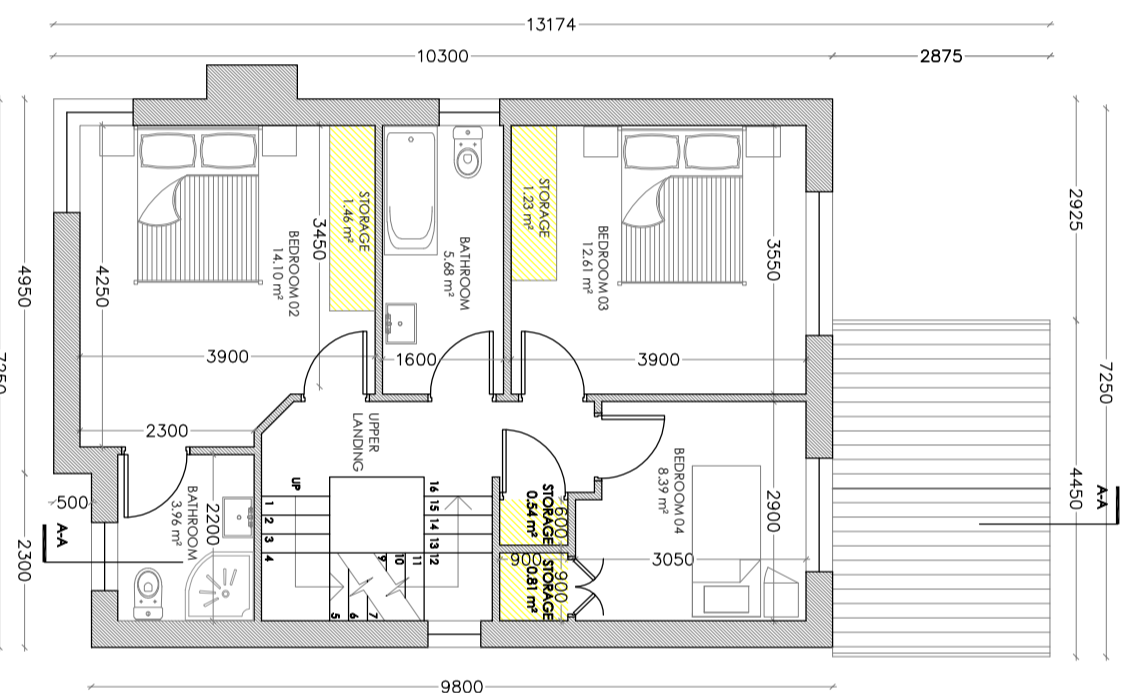 13174
10300
2875
4950
2300
7250
2925
4450
7250
9800
4250
3450
3900
2300
BEDROOM 02
14.10 m²
STORAGE
1.46 m²
BATHROOM
5.68 m²
1600
STORAGE
1.23 m²
BEDROOM 03
12.61 m²
3550
3900
UPPER
LANDING
UP
1
2
3
4
5
6
7
9
10
11
12
13
14
15
16
BATHROOM
3.96 m²
2200
500
A-A
STORAGE
0.54 m²
600
STORAGE
0.81 m²
900
900
BEDROOM 04
8.39 m²
2900
3050
A-A